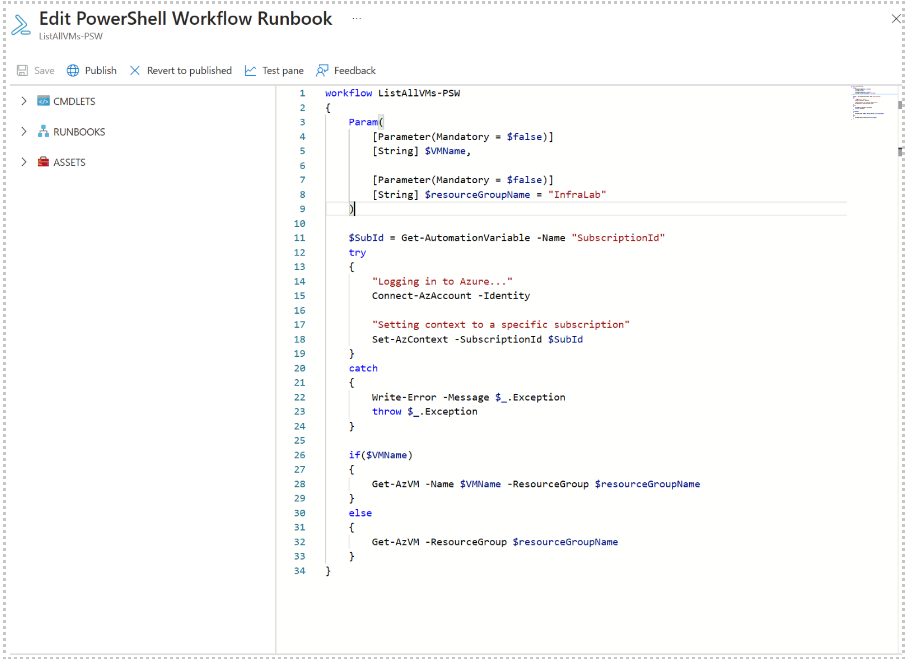 Edit PowerShell Workflow Runbook ...
ListAllVMs-PSW
Save Publish Revert to published Test pane Feedback
CMDLETS
RUNBOOKS
ASSETS
1 workflow ListAllVMs-PSW
2 {
3 Param(
4 [Parameter(Mandatory = $false)]
5 [String] $VMName,
6
7 [Parameter(Mandatory = $false)]
8 [String] $resourceGroupName = "InfraLab"
9 )
10
11 $SubId = Get-AutomationVariable -Name "SubscriptionId"
12 try
13 {
14 "Logging in to Azure..."
15 Connect-AzAccount -Identity
16
17 "Setting context to a specific subscription"
18 Set-AzContext -SubscriptionId $SubId
19 }
20 catch
21 {
22 Write-Error -Message $_.Exception
23 throw $_.Exception
24 }
25
26 if($VMName)
27 {
28 Get-AzVM -Name $VMName -ResourceGroup $resourceGroupName
29 }
30 else
31 {
32 Get-AzVM -ResourceGroup $resourceGroupName
33 }
34 }